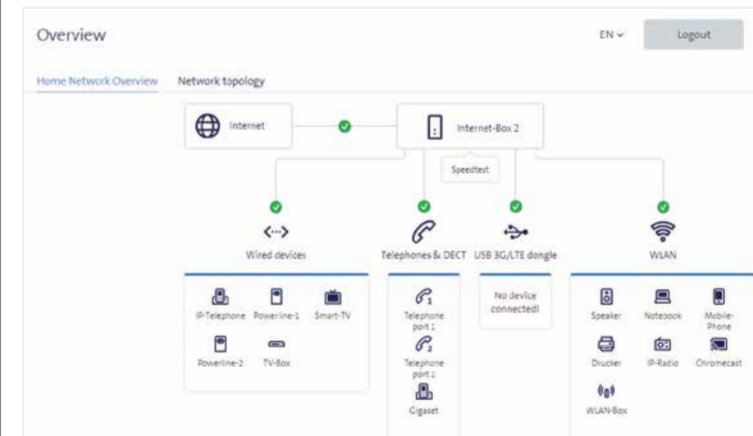 Overview
EN
Logout
Home Network Overview
Network topology
Internet
Internet-Box 2
Speedtest
Wired devices
Telephones & DECT
USB 3G/LTE dongle
WLAN
IP-Telephone
Powerline-1
Smart-TV
Powerline-2
TV-Box
Telephone
port 1
Telephone
port 2
Gigaset
No device
connected!
Speaker
Notebook
Mobile-
Phone
Drucker
IP-Radio
Chromecast
WLAN-Box